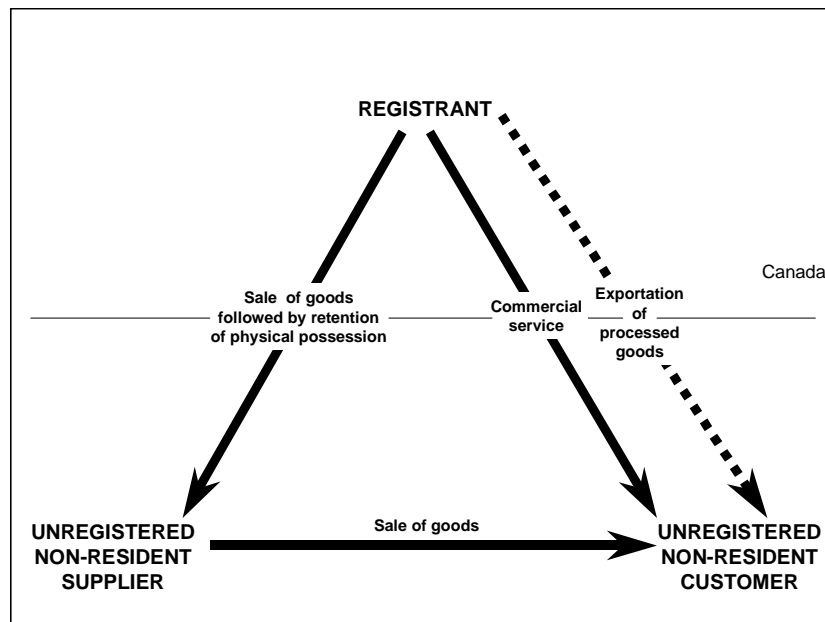 REGISTRANT
Canada
Sale of goods
followed by retention
of physical possession
Commercial
service
Exportation
of
processed
goods
UNREGISTERED
NON-RESIDENT
SUPPLIER
Sale of goods
UNREGISTERED
NON-RESIDENT
CUSTOMER